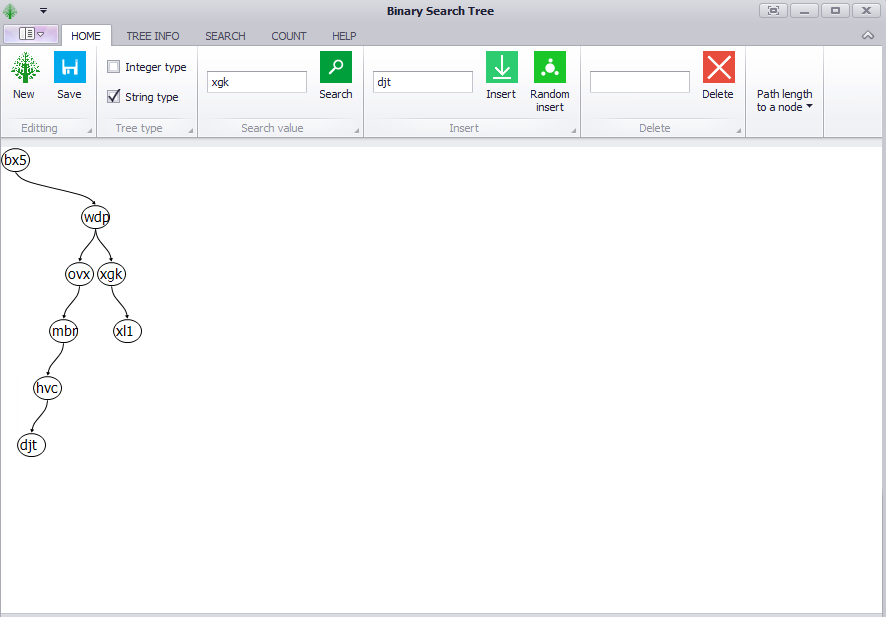 Binary Search Tree
HOME TREE INFO SEARCH COUNT HELP
New
Save
Editting
Integer type
String type
Tree type
xgk
Search
Search value
djt
Insert
Random
insert
Insert
Delete
Delete
Path length
to a node
bx5
wdp
ovx xgk
mbr xl1
hvc
djt